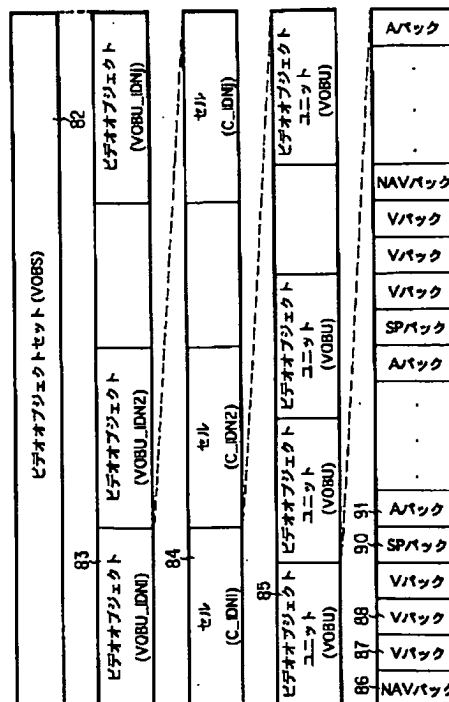 ビデオオブジェクトセット(VOBS)
82
83
ビデオオブジェクト
(VOBU_IDN1)
ビデオオブジェクト
(VOBU_IDN2)
ビデオオブジェクト
(VOBU_IDNj)
84
セル
(C_IDN1)
セル
(C_IDN2)
セル
(C_IDNj)
85
ビデオオブジェクト
ユニット
(VOBU)
ビデオオブジェクト
ユニット
(VOBU)
ビデオオブジェクト
ユニット
(VOBU)
ビデオオブジェクト
ユニット
(VOBU)
86
87
88
90
91
NAVパック
Vパック
Vパック
Vパック
SPパック
Aパック
・・・
Aパック
SPパック
Vパック
Vパック
Vパック
NAVパック
・・・
Aパック